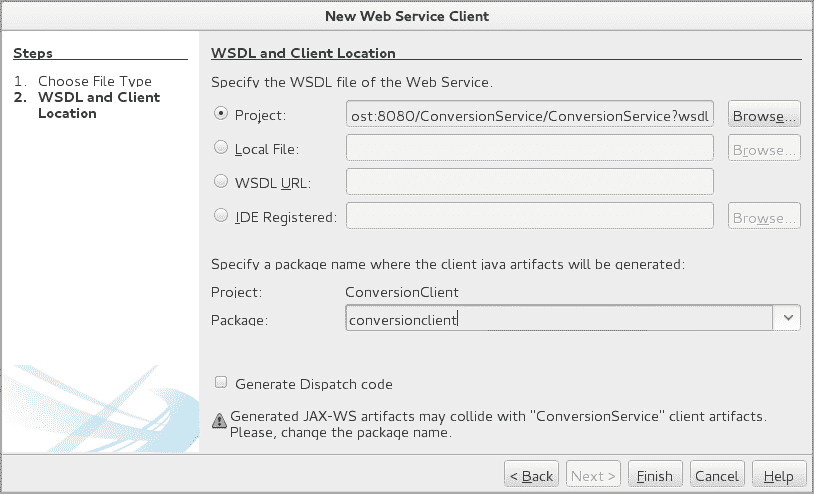 New Web Service Client
Steps
1. Choose File Type
2. WSDL and Client
Location
WSDL and Client Location
Specify the WSDL file of the Web Service.
Project: ost:8080/ConversionService/ConversionService?wsdl Browse...
Local File: Browse...
WSDL URL:
IDE Registered: Browse...
Specify a package name where the client java artifacts will be generated:
Project: ConversionClient
Package: conversionclient
Generate Dispatch code
Generated JAX-WS artifacts may collide with "ConversionService" client artifacts.
Please, change the package name.
< Back Next > Finish Cancel Help